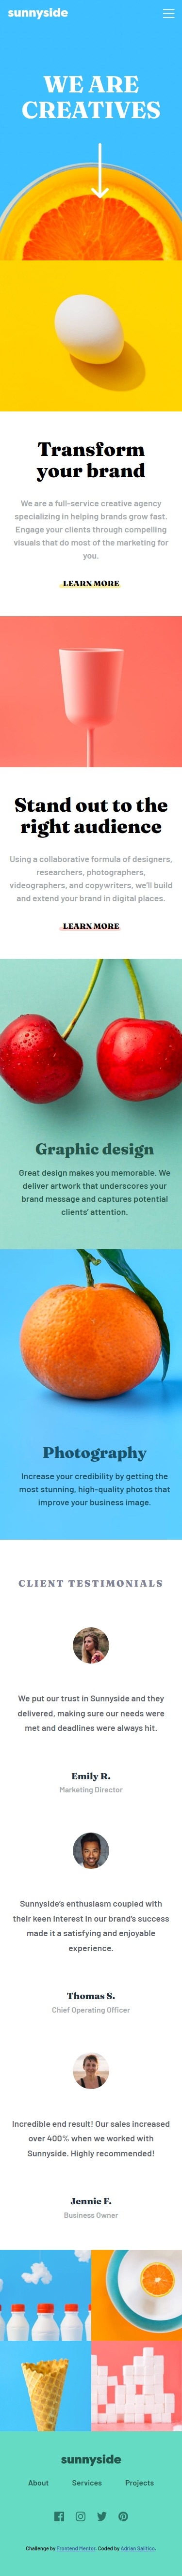 sunnyside
WE ARE
CREATIVES
Transform
your brand
We are a full-service creative agency
specializing in helping brands grow fast.
Engage your clients through compelling
visuals that do most of the marketing for
you.
LEARN MORE
Stand out to the
right audience
Using a collaborative formula of designers,
researchers, photographers,
videographers, and copywriters, we'll build
and extend your brand in digital places.
LEARN MORE
Graphic design
Great design makes you memorable. We
deliver artwork that underscores your
brand message and captures potential
clients' attention.
Photography
Increase your credibility by getting the
most stunning, high-quality photos that
improve your business image.
CLIENT TESTIMONIALS
We put our trust in Sunnyside and they
delivered, making sure our needs were
met and deadlines were always hit.
Emily R.
Marketing Director
Sunnyside's enthusiasm coupled with
their keen interest in our brand's success
made it a satisfying and enjoyable
experience.
Thomas S.
Chief Operating Officer
Incredible end result! Our sales increased
over 400% when we worked with
Sunnyside. Highly recommended!
Jennie F.
Business Owner
sunnyside
About Services Projects
Challenge by Frontend Mentor. Coded by